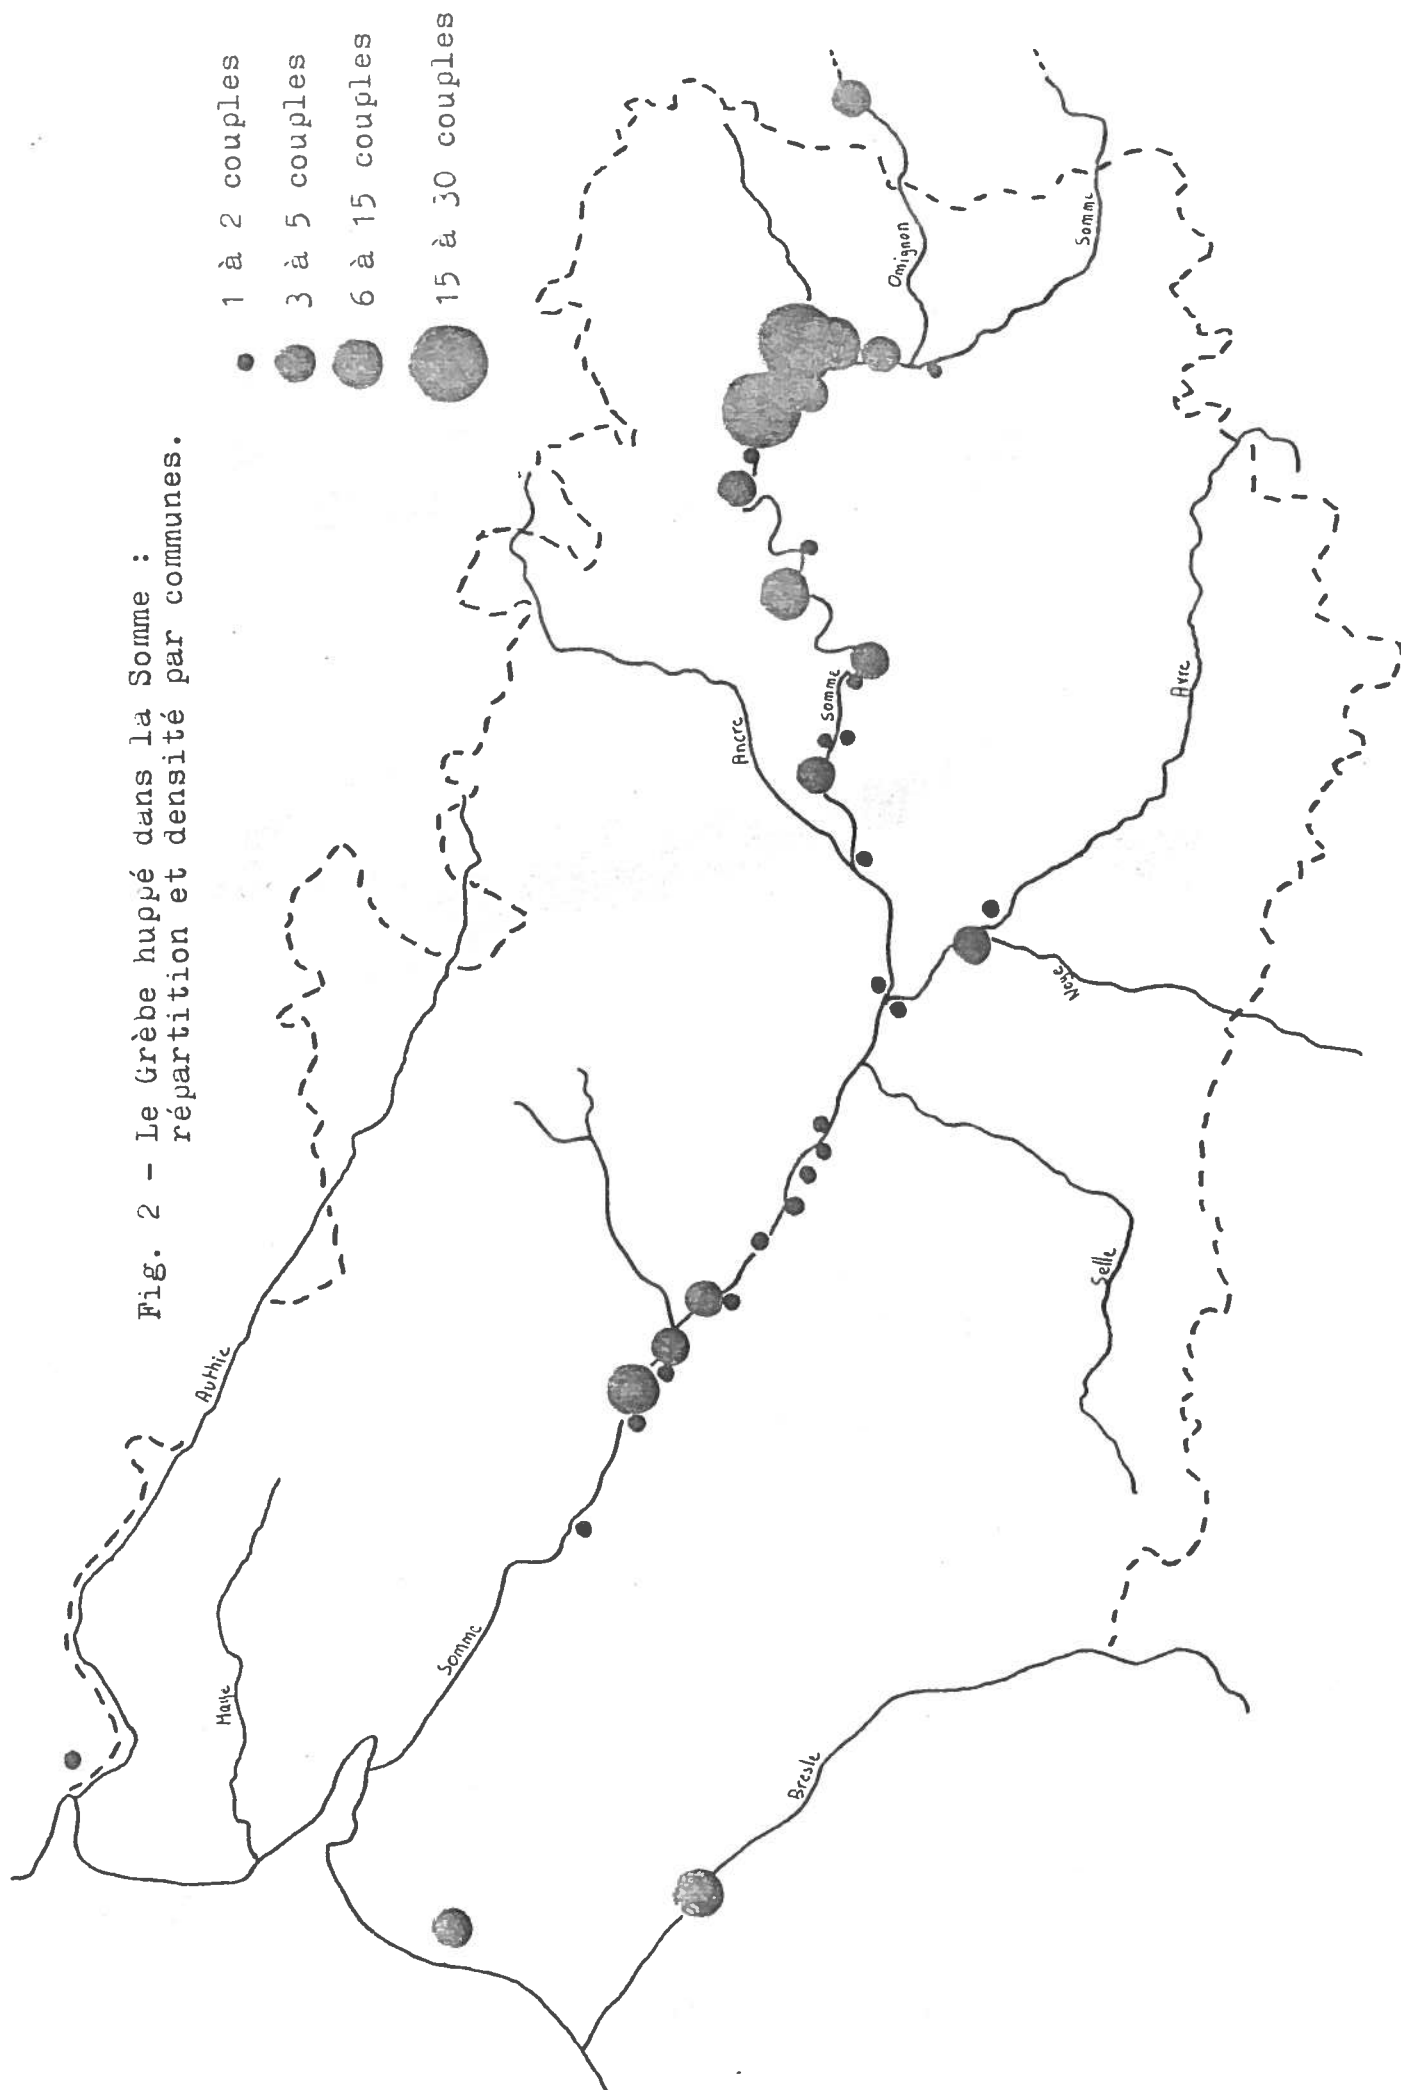 Fig. 2 - Le Grèbe huppé dans la Somme :
répartition et densité par communes.
1 à 2 couples
3 à 5 couples
6 à 15 couples
15 à 30 couples
Authie
Maye
Somme
Bresle
Ancre
Somme
Omignon
Somme
Avre
Noye
Selle